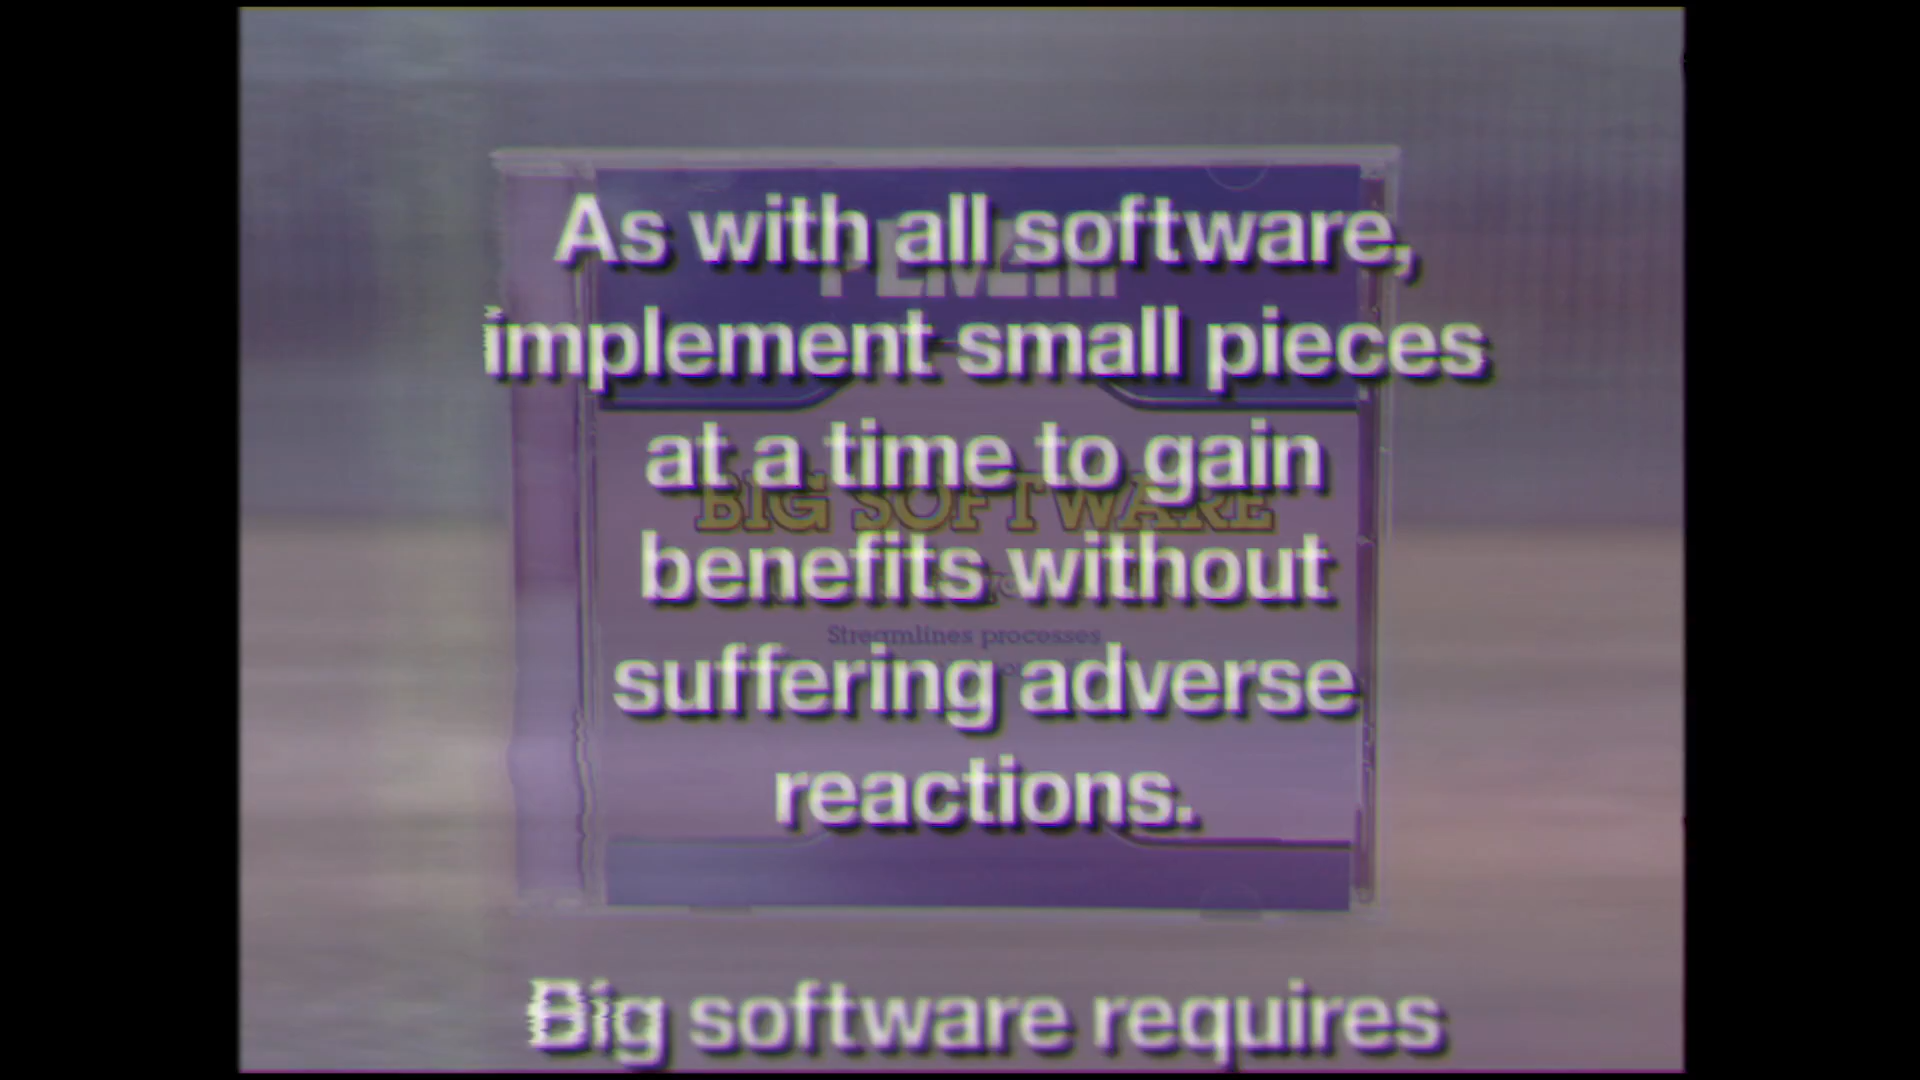 As with all software,
implement small pieces
at a time to gain
BIG SOFTWARE
benefits without
Streamlines processes
suffering adverse
reactions.
Big software requires